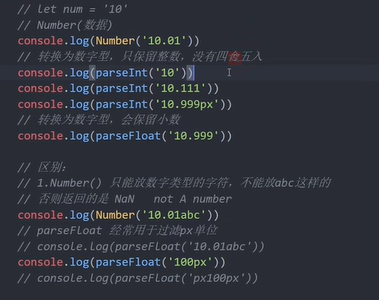 // let num = '10'
// Number(数据)
console.log(Number('10.01'))
// 转换为数字型，只保留整数，没有四舍五入
console.log(parseInt('10'))
console.log(parseInt('10.111'))
console.log(parseInt('10.999px'))
// 转换为数字型，会保留小数
console.log(parseFloat('10.999'))
// 区别：
// 1.Number() 只能放数字类型的字符，不能放abc这样的
// 否则返回的是 NaN   not A number
console.log(Number('10.01abc'))
// parseFloat 经常用于过滤px单位
// console.log(parseFloat('10.01abc'))
console.log(parseFloat('100px'))
// console.log(parseFloat('px100px'))